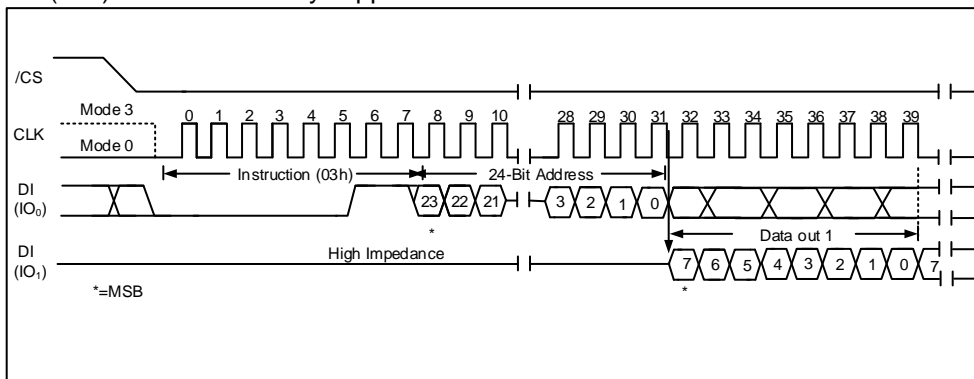 /CS
Mode 3
0 1 2 3 4 5 6 7 8 9 10 28 29 30 31 32 33 34 35 36 37 38 39
CLK
Mode 0
Instruction (03h) 24-Bit Address
DI
(IO₀)
23 22 21 3 2 1 0
*
Data out 1
DI
(IO₁)
High Impedance
7 6 5 4 3 2 1 0 7
*
*=MSB